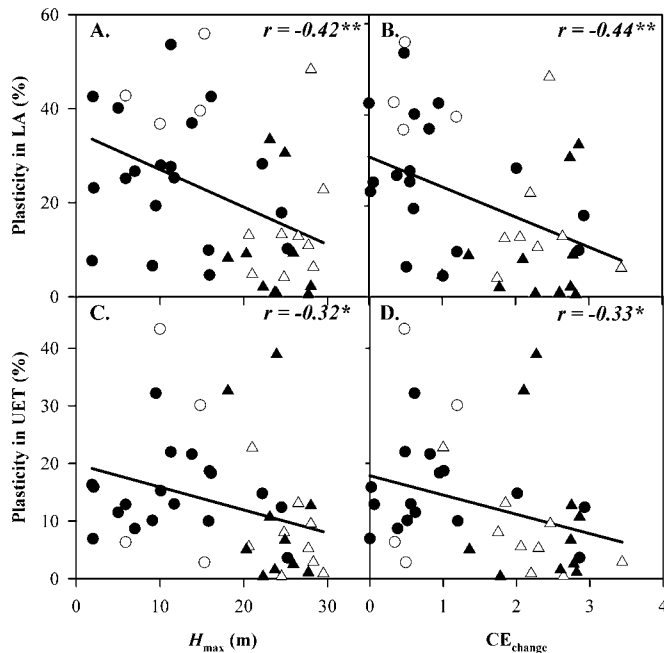 60
A. r = -0.42**
B. r = -0.44**
40
20
0
Plasticity in LA (%)
C. r = -0.32*
D. r = -0.33*
50
40
30
20
10
0
Plasticity in UET (%)
0 10 20 30
0 1 2 3 4
Hmax (m)
CEchange